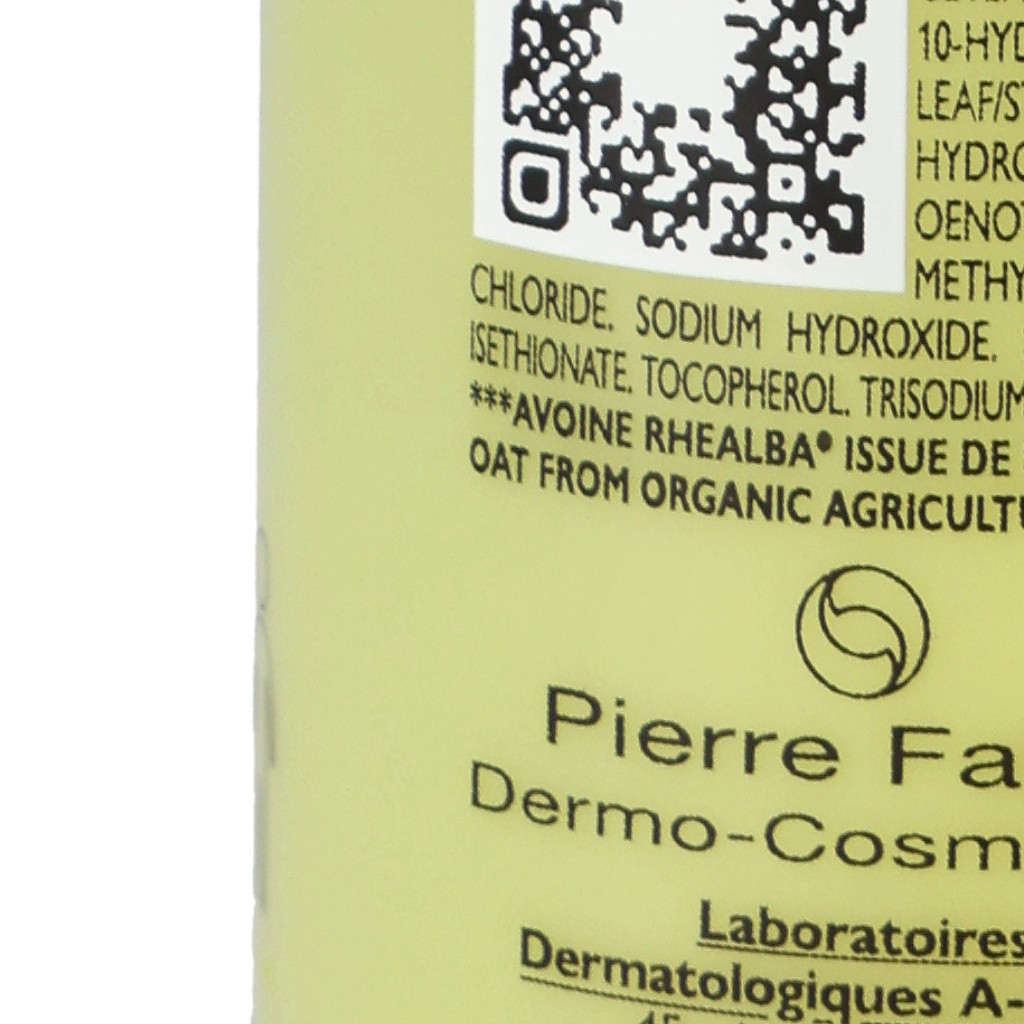 10-HYD
LEAF/ST
HYDRO
OENOT
METHY
CHLORIDE. SODIUM HYDROXIDE.
ISETHIONATE. TOCOPHEROL. TRISODIUM
***AVOINE RHEALBA® ISSUE DE
OAT FROM ORGANIC AGRICULTU
Pierre Fa
Dermo-Cosm
Laboratoires
Dermatologiques A-